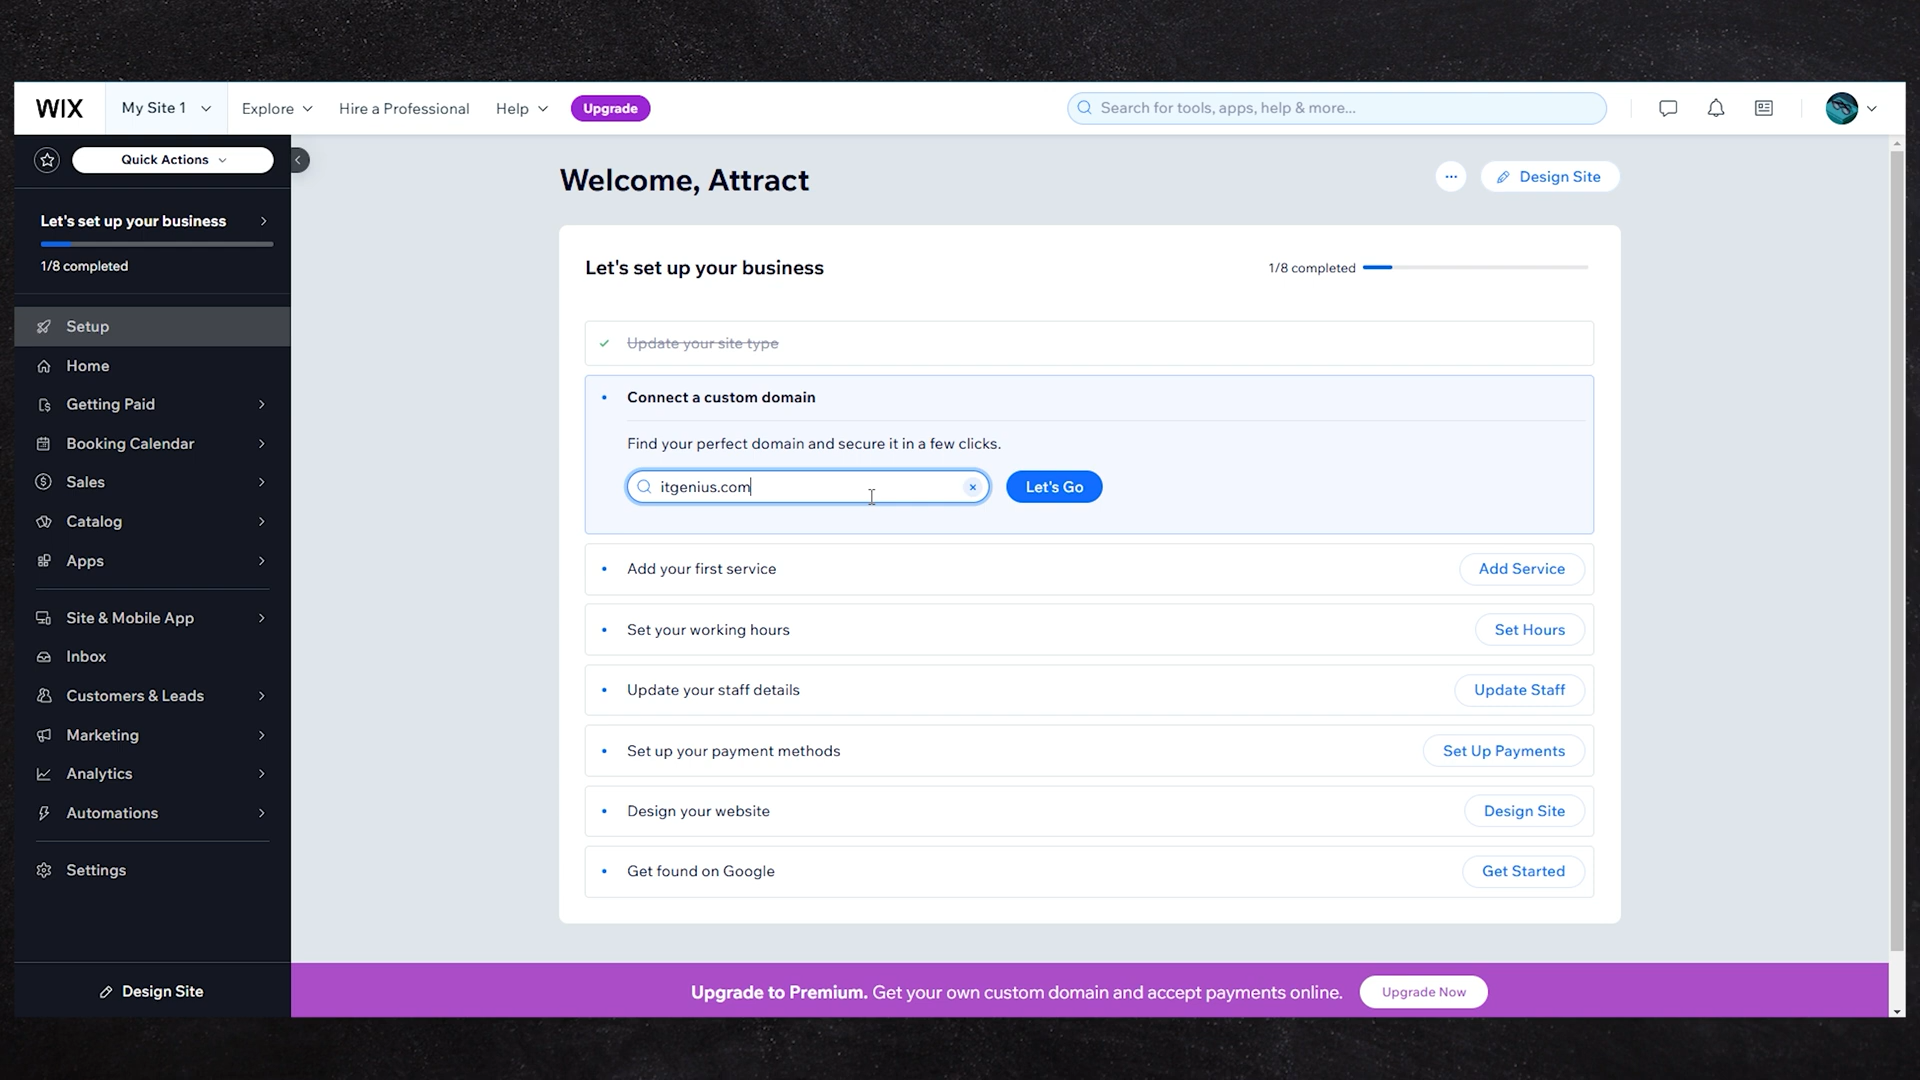 WIX
My Site 1
Explore
Hire a Professional
Help
Upgrade
Search for tools, apps, help & more...
Quick Actions
Let's set up your business
1/8 completed
Setup
Home
Getting Paid
Booking Calendar
Sales
Catalog
Apps
Site & Mobile App
Inbox
Customers & Leads
Marketing
Analytics
Automations
Settings
Design Site
Welcome, Attract
Design Site
Let's set up your business
1/8 completed
Update your site type
Connect a custom domain
Find your perfect domain and secure it in a few clicks.
itgenius.com
Let's Go
Add your first service
Add Service
Set your working hours
Set Hours
Update your staff details
Update Staff
Set up your payment methods
Set Up Payments
Design your website
Design Site
Get found on Google
Get Started
Upgrade to Premium. Get your own custom domain and accept payments online.
Upgrade Now